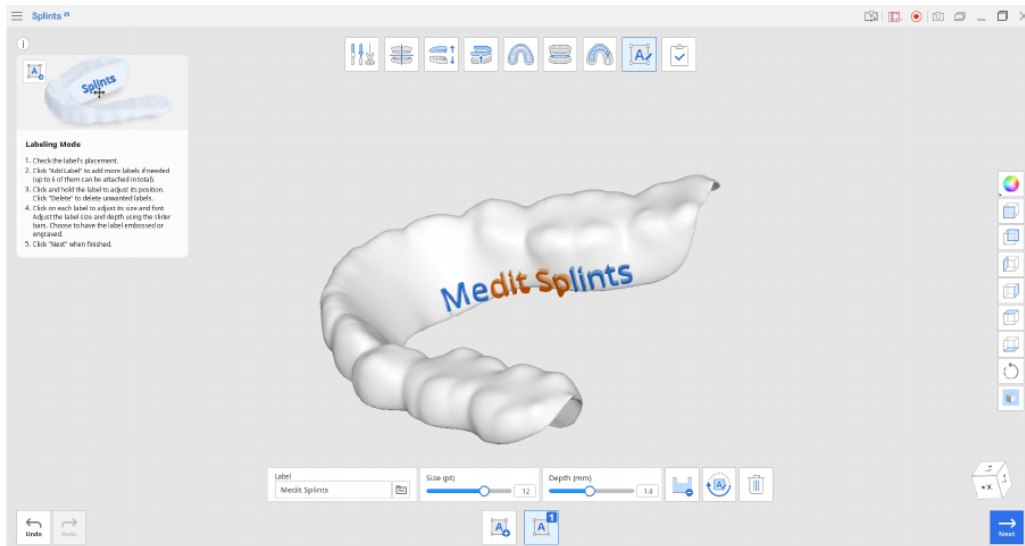 Splints
Splints
Labeling Mode
1. Check the label's placement.
2. Click "Add Label" to add more labels if needed
(up to 6 of them can be attached in total).
3. Click and hold the label to adjust its position.
Click "Delete" to delete unwanted labels.
4. Click on each label to adjust its size and font.
Adjust the label size and depth using the slider
bars. Choose to have the label embossed or
engraved.
5. Click "Next" when finished.
Medit Splints
Label
Medit Splints
Size (pt)
12
Depth (mm)
1.0
Undo
Redo
A
A 1
Next